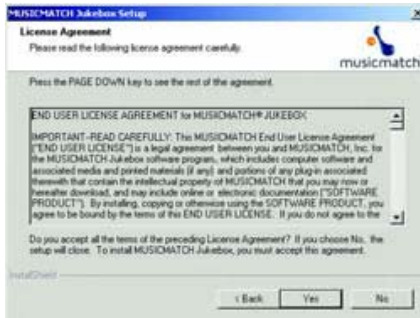 MUSICMATCH Jukebox Setup
License Agreement
Please read the following license agreement carefully.
musicmatch
Press the PAGE DOWN key to see the rest of the agreement.
END USER LICENSE AGREEMENT for MUSICMATCH® JUKEBOX
IMPORTANT-READ CAREFULLY: This MUSICMATCH End User License Agreement
("END USER LICENSE") is a legal agreement between you and MUSICMATCH, Inc. for
the MUSICMATCH Jukebox software program, which includes computer software and
associated media and printed materials (if any) and portions of any plug-in associated
therewith that contain the intellectual property of MUSICMATCH that you may now or
hereafter download, and may include online or electronic documentation ("SOFTWARE
PRODUCT"). By installing, copying or otherwise using the SOFTWARE PRODUCT, you
agree to be bound by the terms of this END USER LICENSE. If you do not agree to the
Do you accept all the terms of the preceding License Agreement? If you choose No, the
setup will close. To install MUSICMATCH Jukebox, you must accept this agreement.
InstallShield
< Back Yes No